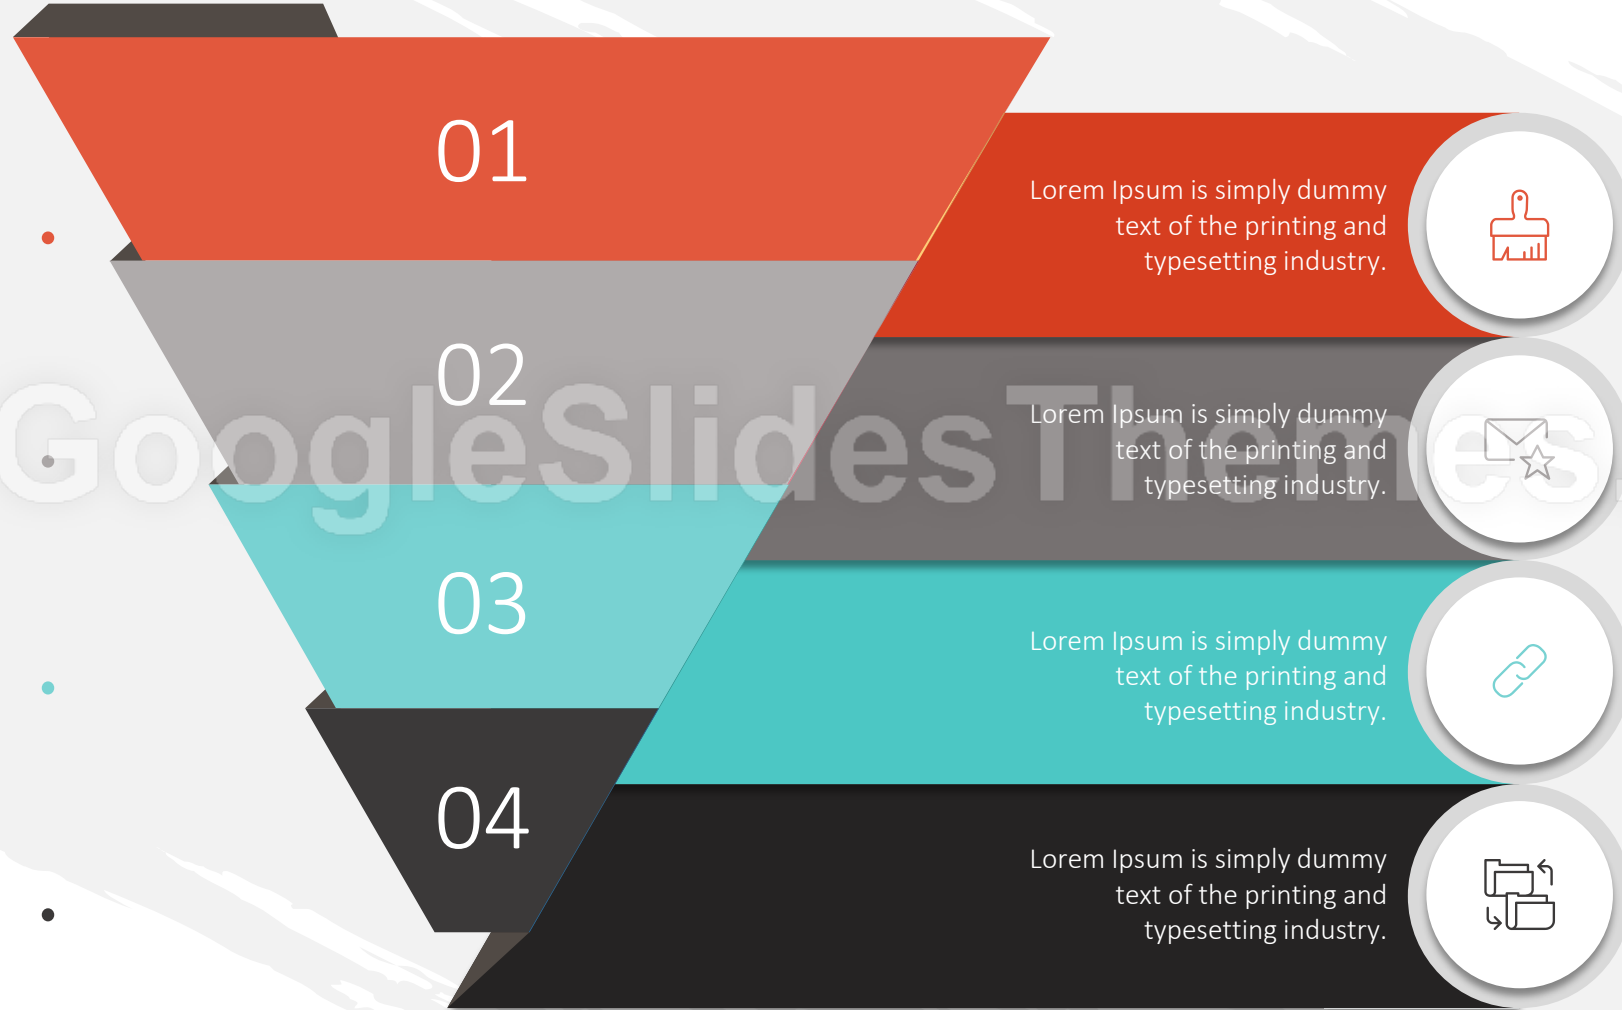 01
Lorem Ipsum is simply dummy
text of the printing and
typesetting industry.
02
Lorem Ipsum is simply dummy
text of the printing and
typesetting industry.
GoogleSlidesThemes.
03
Lorem Ipsum is simply dummy
text of the printing and
typesetting industry.
04
Lorem Ipsum is simply dummy
text of the printing and
typesetting industry.